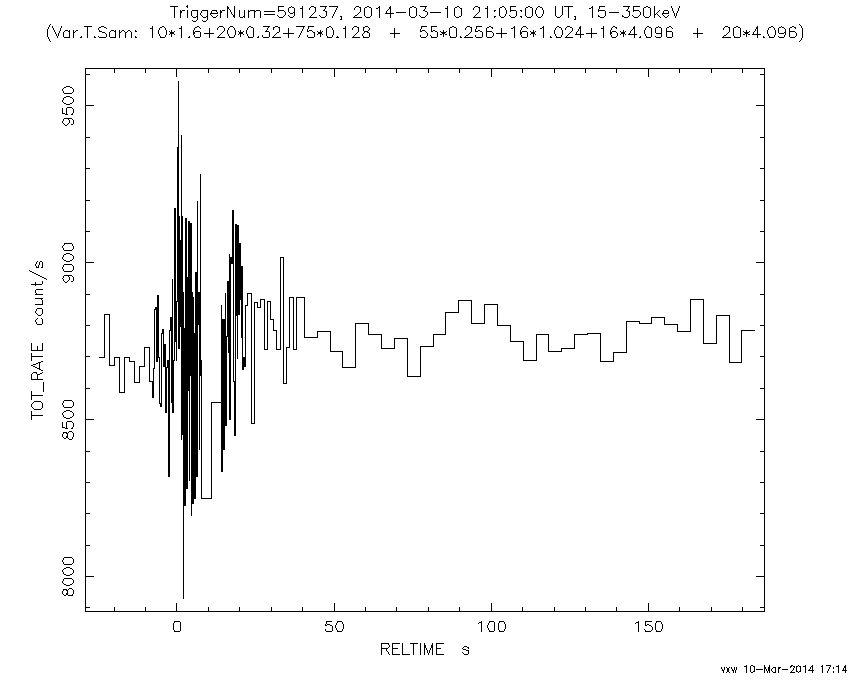 TriggerNum=591237, 2014-03-10 21:05:00 UT, 15-350keV
(Var.T.Sam: 10*1.6+20*0.32+75*0.128 + 55*0.256+16*1.024+16*4.096 + 20*4.096)
TOT_RATE count/s
9500
9000
8500
8000
0 50 100 150
RELTIME s
vxw 10-Mar-2014 17:14